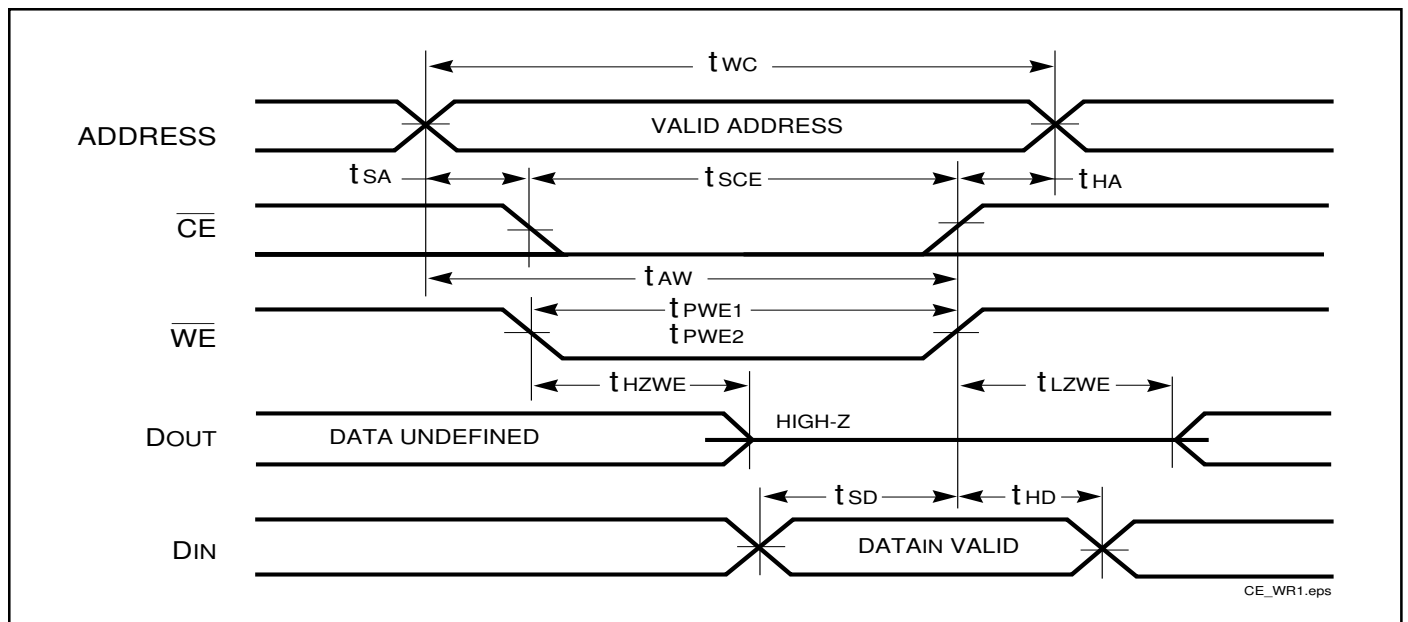 tWC
ADDRESS
VALID ADDRESS
tSA
tSCE
tHA
CE
tAW
WE
tPWE1
tPWE2
tHZWE
tLZWE
DOUT
DATA UNDEFINED
HIGH-Z
tSD
tHD
DIN
DATAIN VALID
CE_WR1.eps